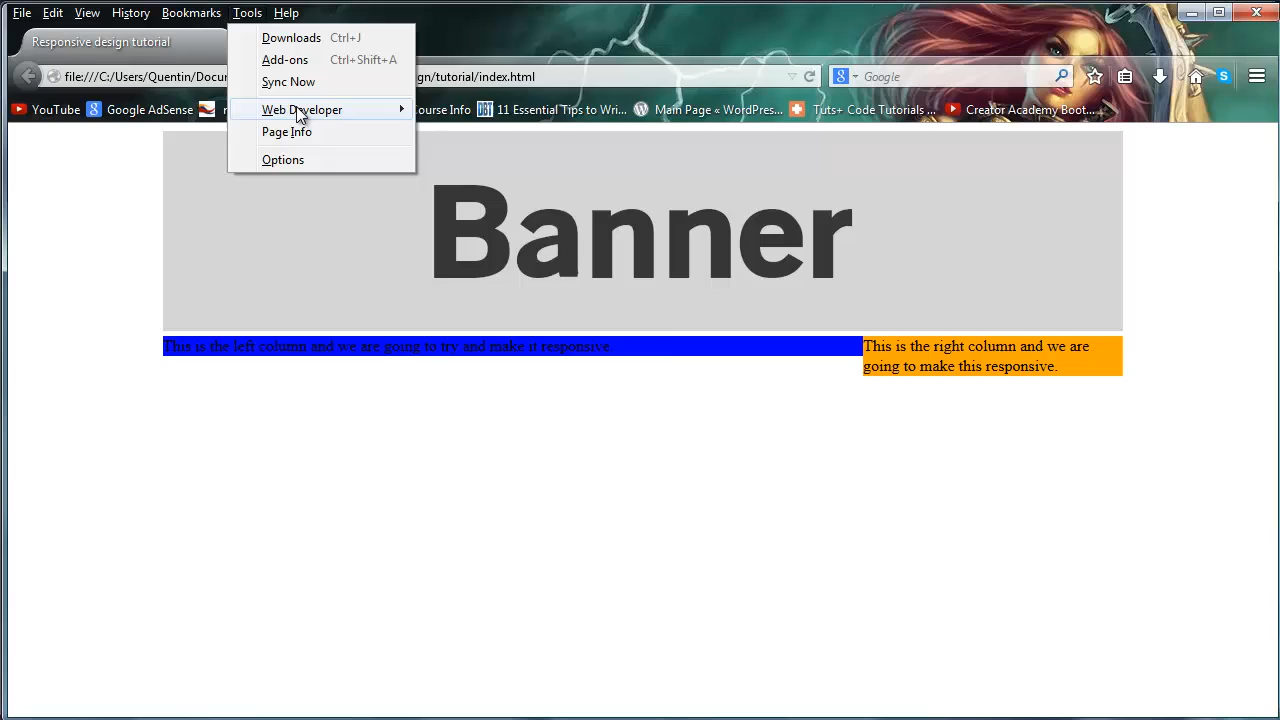 File Edit View History Bookmarks Tools Help
Responsive design tutorial
Downloads Ctrl+J
Add-ons Ctrl+Shift+A
Sync Now
Web Developer
Page Info
Options
file:///C:/Users/Quentin/Docu gn/tutorial/index.html
Google
YouTube Google AdSense ourse Info 11 Essential Tips to Wri... Main Page « WordPres... Tuts+ Code Tutorials ... Creator Academy Boot...
Banner
This is the left column and we are going to try and make it responsive.
This is the right column and we are
going to make this responsive.